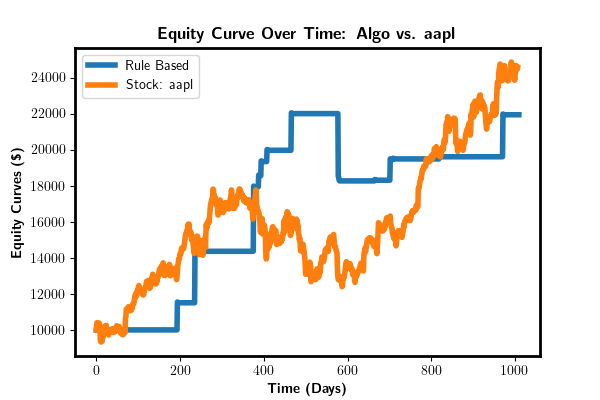 Equity Curve Over Time: Algo vs. aapl
Rule Based
Stock: aapl
24000
22000
20000
18000
16000
14000
12000
10000
Equity Curves ($)
0 200 400 600 800 1000
Time (Days)